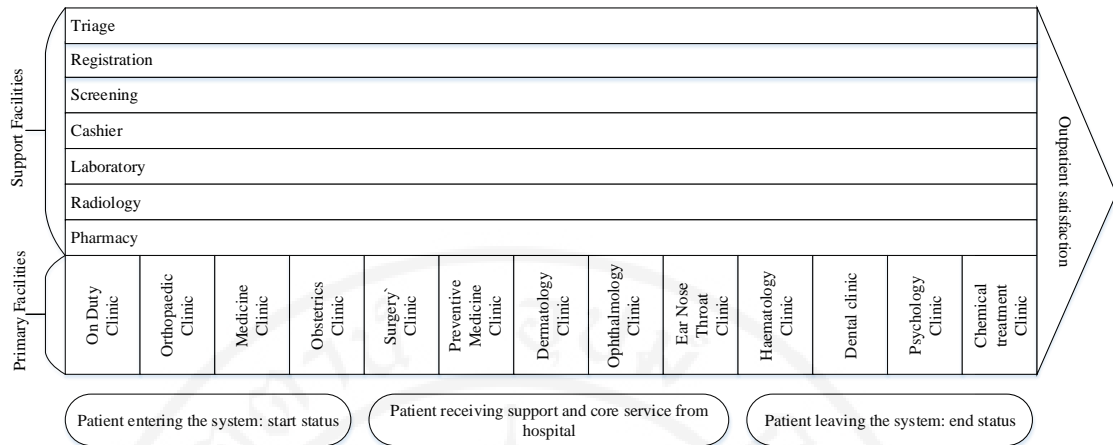 Support Facilities
Triage
Registration
Screening
Cashier
Laboratory
Radiology
Pharmacy
Primary Facilities
On Duty
Clinic
Orthopaedic
Clinic
Medicine
Clinic
Obstetrics
Clinic
Surgery`
Clinic
Preventive
Medicine
Clinic
Dermatology
Clinic
Ophthalmology
Clinic
Ear Nose
Throat
Clinic
Haematology
Clinic
Dental clinic
Psychology
Clinic
Chemical
treatment
Clinic
Outpatient satisfaction
Patient entering the
system: start status
Patient receiving support and core service from
hospital
Patient leaving the system: end status